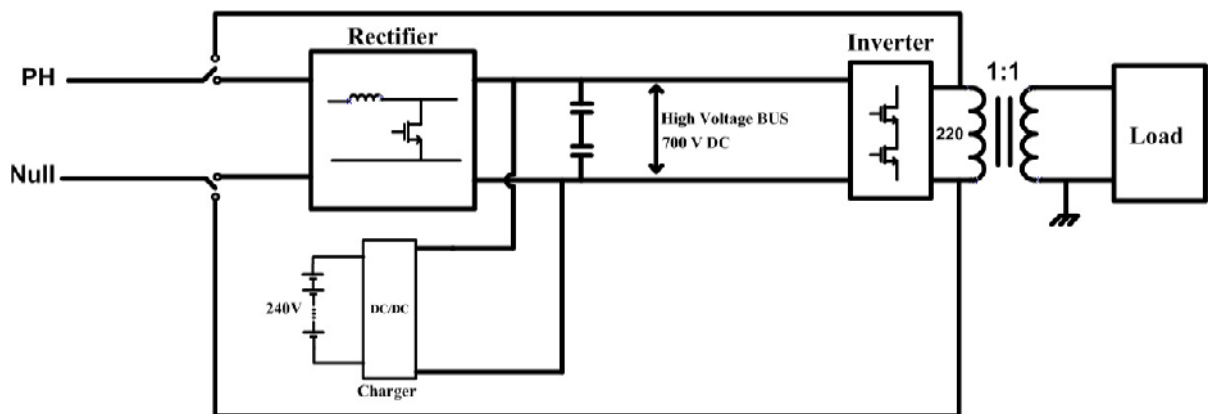 Rectifier
Inverter
1:1
PH
High Voltage BUS
700 V DC
220
Load
Null
240V
DC/DC
Charger